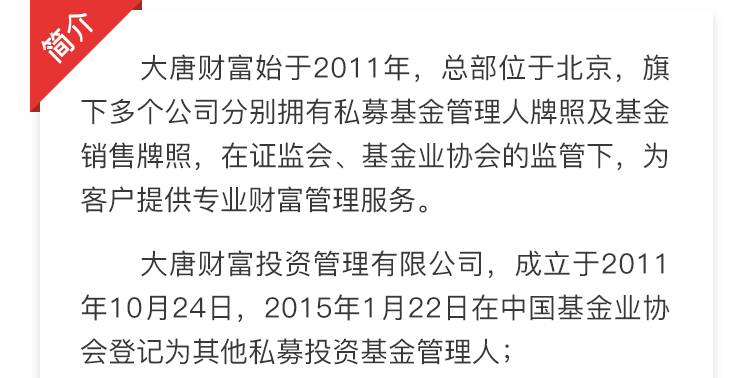 简介
大唐财富始于2011年，总部位于北京，旗
下多个公司分别拥有私募基金管理人牌照及基金
销售牌照，在证监会、基金业协会的监管下，为
客户提供专业财富管理服务。
大唐财富投资管理有限公司，成立于2011
年10月24日，2015年1月22日在中国基金业协
会登记为其他私募投资基金管理人；